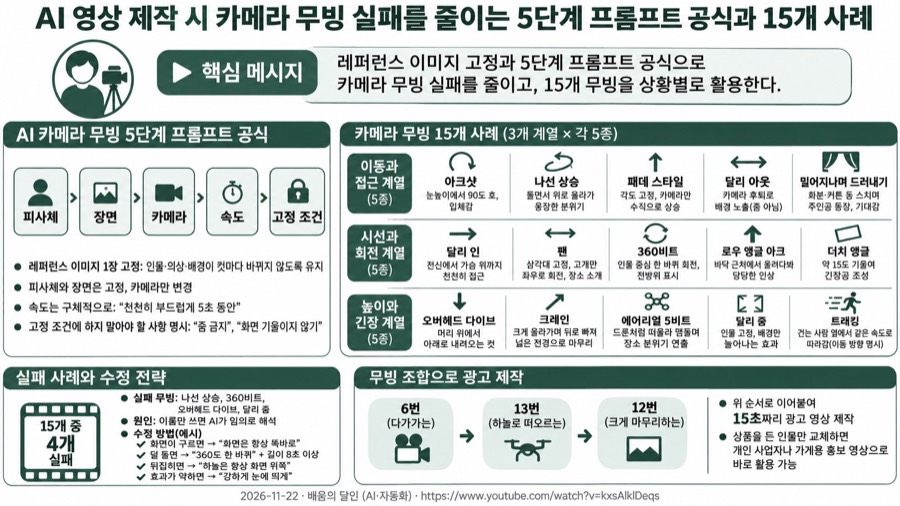 AI 영상 제작 시 카메라 무빙 실패를 줄이는 5단계 프롬프트 공식과 15개 사례
핵심 메시지
레퍼런스 이미지 고정과 5단계 프롬프트 공식으로
카메라 무빙 실패를 줄이고, 15개 무빙을 상황별로 활용한다.
AI 카메라 무빙 5단계 프롬프트 공식
피사체
장면
카메라
속도
고정 조건
레퍼런스 이미지 1장 고정: 인물·의상·배경이 컷마다 바뀌지 않도록 유지
피사체와 장면은 고정, 카메라만 변경
속도는 구체적으로: “천천히 부드럽게 5초 동안”
고정 조건에 하지 말아야 할 사항 명시: “줌 금지”, “화면 기울이지 않기”
카메라 무빙 15개 사례 (3개 계열 × 각 5종)
이동과
접근 계열
(5종)
아크샷
눈높이에서 90도 호,
입체감
나선 상승
돌면서 위로 올라가
웅장한 분위기
패데 스타일
각도 고정, 카메라만
수직으로 상승
달리 아웃
카메라 후퇴로
배경 노출(줌 아님)
밀어지나며 드러내기
화분·커튼 등 스치며
주인공 등장, 기대감
시선과
회전 계열
(5종)
달리 인
전신에서 가슴 위까지
천천히 접근
팬
삼각대 고정, 고개만
좌우로 회전, 장소 소개
360비트
인물 중심 한 바퀴 회전,
전방위 표시
로우 앵글 아크
바닥 근처에서 올려다봐
당당한 인상
더치 앵글
약 15도 기울여
긴장공 조성
높이와
긴장 계열
(5종)
오버헤드 다이브
머리 위에서
아래로 내려오는 컷
크레인
크게 올라가며 뒤로 빠져
넓은 전경으로 마무리
에어리얼 5비트
드론처럼 떠올라 맴돌며
장소 분위기 연출
달리 줌
인물 고정, 배경만
늘어나는 효과
트래킹
걷는 사람 옆에서 같은 속도로
따라감(이동 방향 명시)
실패 사례와 수정 전략
15개 중
4개
실패
실패 무빙: 나선 상승, 360비트,
오버헤드 다이브, 달리 줌
원인: 이름만 쓰면 AI가 임의로 해석
수정 방법(예시)
화면이 구르면 → “화면은 항상 똑바로”
덜 돌면 → “360도 한 바퀴” + 길이 8초 이상
뒤집히면 → “하늘은 항상 화면 위쪽”
효과가 약하면 → “강하게 눈에 띄게”
무빙 조합으로 광고 제작
6번
(다가가는)
13번
(하늘로 떠오르는)
12번
(크게 마무리하는)
위 순서로 이어붙여
15초짜리 광고 영상 제작
상품을 든 인물만 교체하면
개인 사업자나 가게용 홍보 영상으로
바로 활용 가능
2026-11-22 · 배움의 달인 (AI·자동화) · https://www.youtube.com/watch?v=kxsAlklDeqs